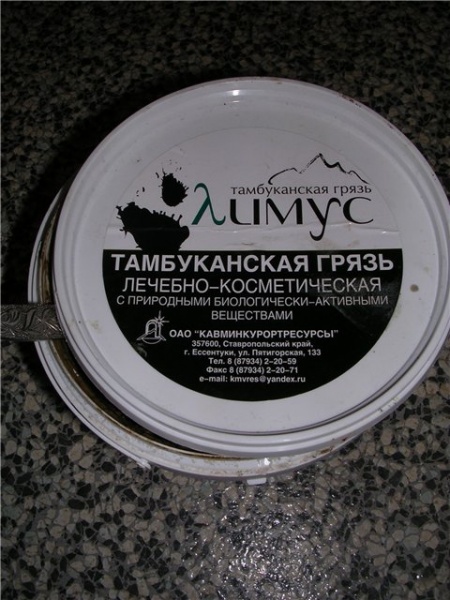 тамбуканская грязь
лимус
ТАМБУКАНСКАЯ ГРЯЗЬ
ЛЕЧЕБНО-КОСМЕТИЧЕСКАЯ
С ПРИРОДНЫМИ БИОЛОГИЧЕСКИ-АКТИВНЫМИ
ВЕЩЕСТВАМИ
ОАО "КАВМИНКУРОРТРЕСУРСЫ"
357600, Ставропольский край,
г. Ессентуки, ул. Пятигорская, 133
Тел. 8 (87934) 2-20-59
Факс 8 (87934) 2-20-71
e-mail: kmvres@yandex.ru